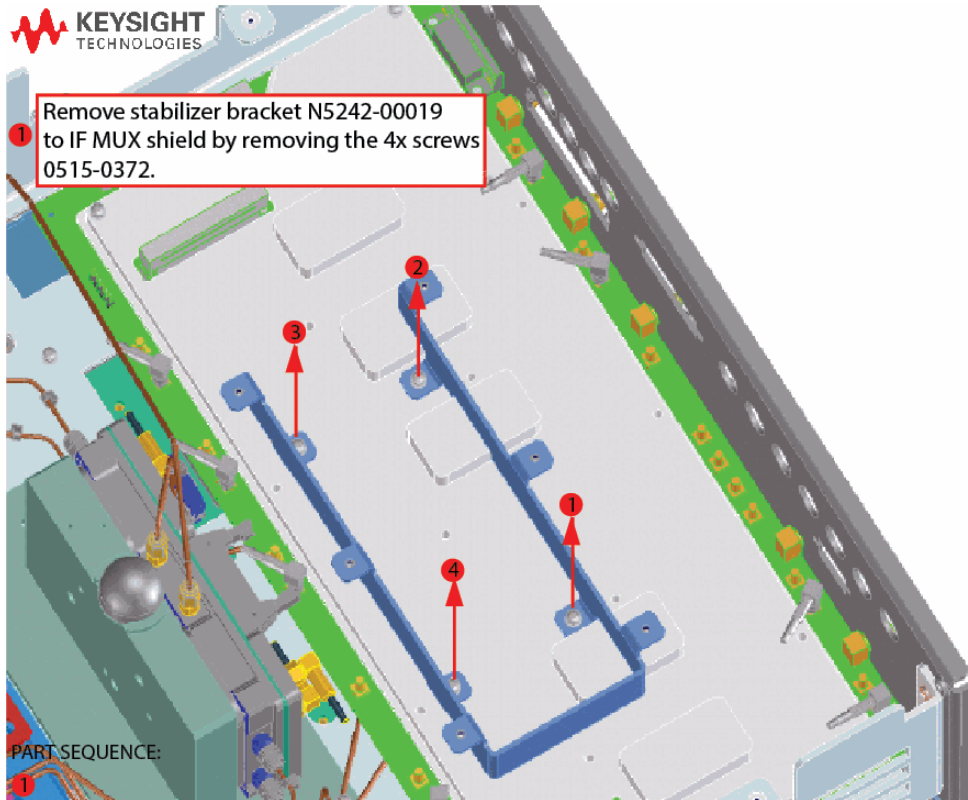 KEYSIGHT
TECHNOLOGIES
1
Remove stabilizer bracket N5242-00019
to IF MUX shield by removing the 4x screws
0515-0372.
2
3
1
4
PART SEQUENCE:
1